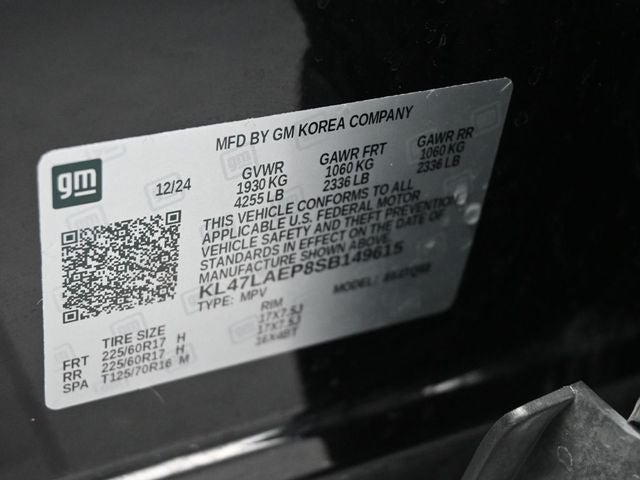 MFD BY GM KOREA COMPANY
gm
12/24
GVWR
1930 KG
4255 LB
GAWR FRT
1060 KG
2336 LB
GAWR RR
1060 KG
2336 LB
THIS VEHICLE CONFORMS TO ALL
APPLICABLE U.S. FEDERAL MOTOR
VEHICLE SAFETY AND THEFT PREVENTION
STANDARDS IN EFFECT ON THE DATE OF
MANUFACTURE SHOWN ABOVE.
KL47LAEP8SB149615
TYPE: MPV
MODEL:
TIRE SIZE
RIM
FRT 225/60R17 H 17X7.5J
RR 225/60R17 H 17X7.5J
SPA T125/70R16 M 16X4BT